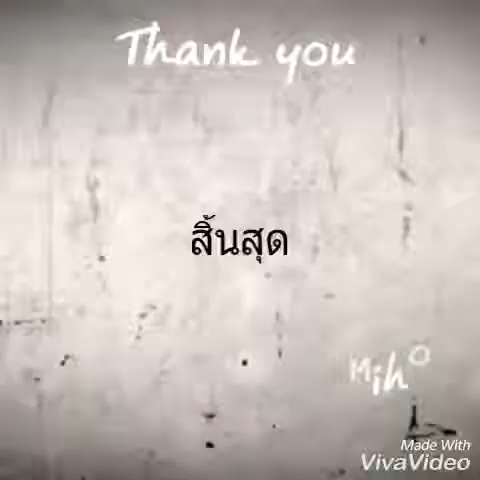 Thank you
สิ้นสุด
Miho
Made With
VivaVideo